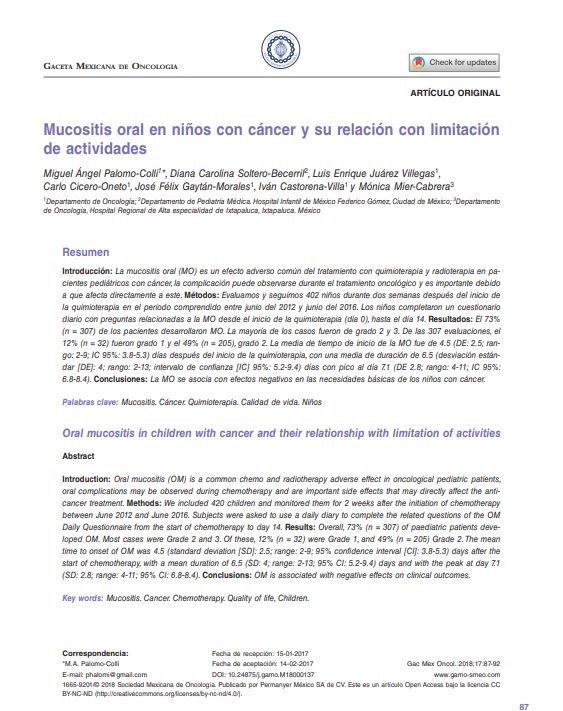 GACETA MEXICANA DE ONCOLOGIA
Check for updates
ARTÍCULO ORIGINAL
Mucositis oral en niños con cáncer y su relación con limitación
de actividades
Miguel Ángel Palomo-Colli1*, Diana Carolina Soltero-Becerril2, Luis Enrique Juárez Villegas1,
Carlo Cicero-Oneto1, José Félix Gaytán-Morales1, Iván Castorena-Villa1 y Mónica Mier-Cabrera3
1Departamento de Oncología; 2Departamento de Pediatría Médica. Hospital Infantil de México Federico Gómez, Ciudad de México; 3Departamento
de Oncología, Hospital Regional de Alta especialidad de Ixtapaluca, Ixtapaluca. México
Resumen
Introducción: La mucositis oral (MO) es un efecto adverso común del tratamiento con quimioterapia y radioterapia en pa-
cientes pediátricos con cáncer, la complicación puede observarse durante el tratamiento oncológico y es importante debido
a que afecta directamente a este. Métodos: Evaluamos y seguimos 402 niños durante dos semanas después del inicio de
la quimioterapia en el periodo comprendido entre junio del 2012 y junio del 2016. Los niños completaron un cuestionario
diario con preguntas relacionadas a la MO desde el inicio de la quimioterapia (día 0), hasta el día 14. Resultados: El 73%
(n = 307) de los pacientes desarrollaron MO. La mayoría de los casos fueron de grado 2 y 3. De las 307 evaluaciones, el
12% (n = 32) fueron grado 1 y el 49% (n = 205), grado 2. La media de tiempo de inicio de la MO fue de 4.5 (DE: 2.5; ran-
go: 2-9; IC 95%: 3.8-5.3) días después del inicio de la quimioterapia, con una media de duración de 6.5 (desviación están-
dar [DE]: 4; rango: 2-13; intervalo de confianza [IC] 95%: 5.2-9.4) días con pico al día 7.1 (DE 2.8; rango: 4-11; IC 95%:
6.8-8.4). Conclusiones: La MO se asocia con efectos negativos en las necesidades básicas de los niños con cáncer.
Palabras clave: Mucositis. Cáncer. Quimioterapia. Calidad de vida. Niños
Oral mucositis in children with cancer and their relationship with limitation of activities
Abstract
Introduction: Oral mucositis (OM) is a common chemo and radiotherapy adverse effect in oncological pediatric patients,
oral complications may be observed during chemotherapy and are important side effects that may directly affect the anti-
cancer treatment. Methods: We included 420 children and monitored them for 2 weeks after the initiation of chemotherapy
between June 2012 and June 2016. Subjects were asked to use a daily diary to complete the related questions of the OM
Daily Questionnaire from the start of chemotherapy to day 14. Results: Overall, 73% (n = 307) of paediatric patients deve-
loped OM. Most cases were Grade 2 and 3. Of these, 12% (n = 32) were Grade 1, and 49% (n = 205) Grade 2. The mean
time to onset of OM was 4.5 (standard deviation [SD]: 2.5; range: 2-9; 95% confidence interval [CI]: 3.8-5.3) days after the
start of chemotherapy, with a mean duration of 6.5 (SD: 4; range: 2-13; 95% CI: 5.2-9.4) days and with the peak at day 7.1
(SD: 2.8; range: 4-11; 95% CI: 6.8-8.4). Conclusions: OM is associated with negative effects on clinical outcomes.
Key words: Mucositis. Cancer. Chemotherapy. Quality of life, Children.
Correspondencia:
*M.A. Palomo-Colli
E-mail: phalomi@gmail.com
Fecha de recepción: 15-01-2017
Fecha de aceptación: 14-02-2017
DOI: 10.24875/j.gamo.M18000137
Gac Mex Oncol. 2018;17:87-92
www.gamo-smeo.com
1665-9201/© 2018 Sociedad Mexicana de Oncología. Publicado por Permanyer México SA de CV. Este es un artículo Open Access bajo la licencia CC
BY-NC-ND (http://creativecommons.org/licenses/by-nc-nd/4.0/).
87